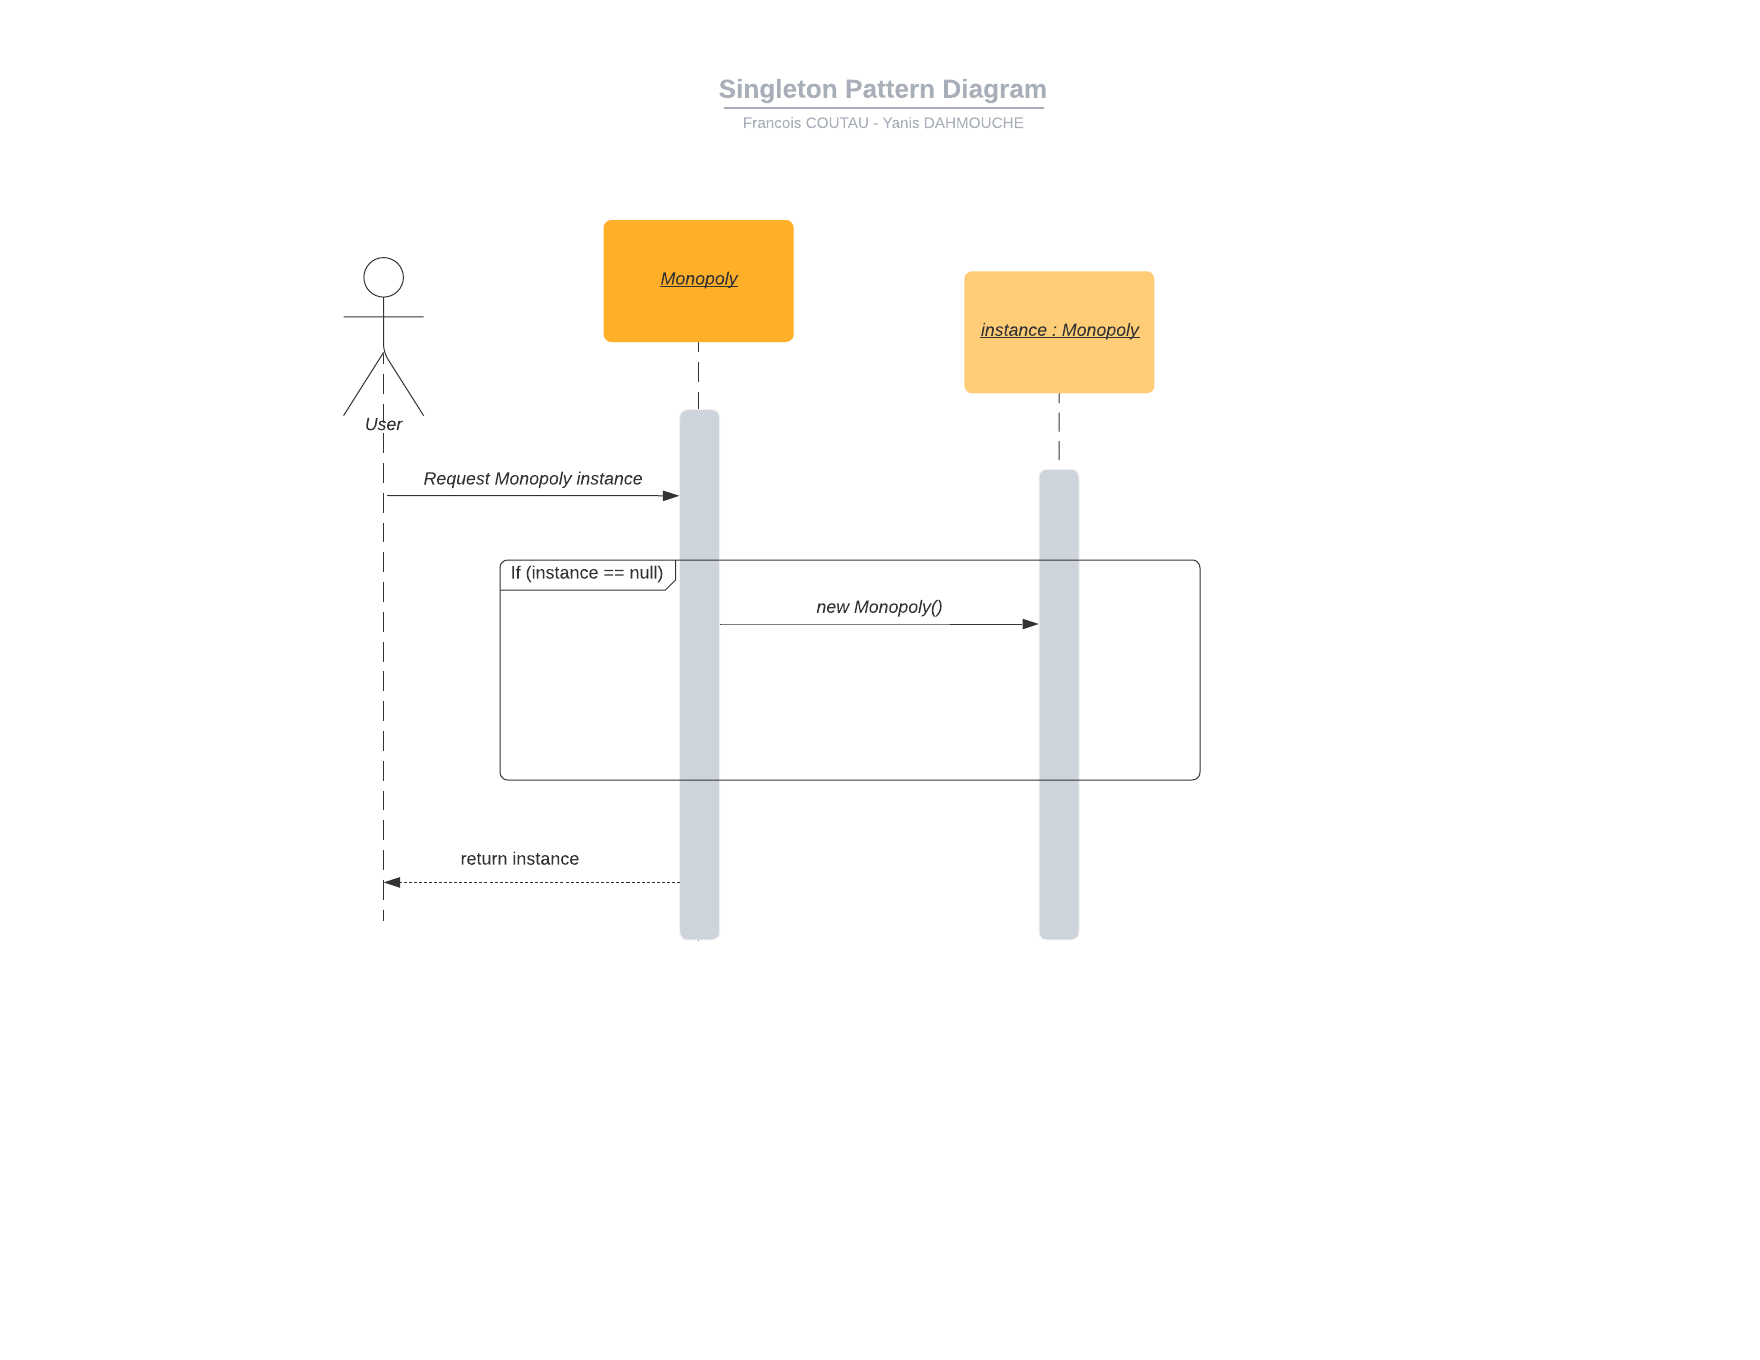 Singleton Pattern Diagram
Francois COUTAU - Yanis DAHMOUCHE
Monopoly
instance : Monopoly
User
Request Monopoly instance
If (instance == null)
new Monopoly()
return instance